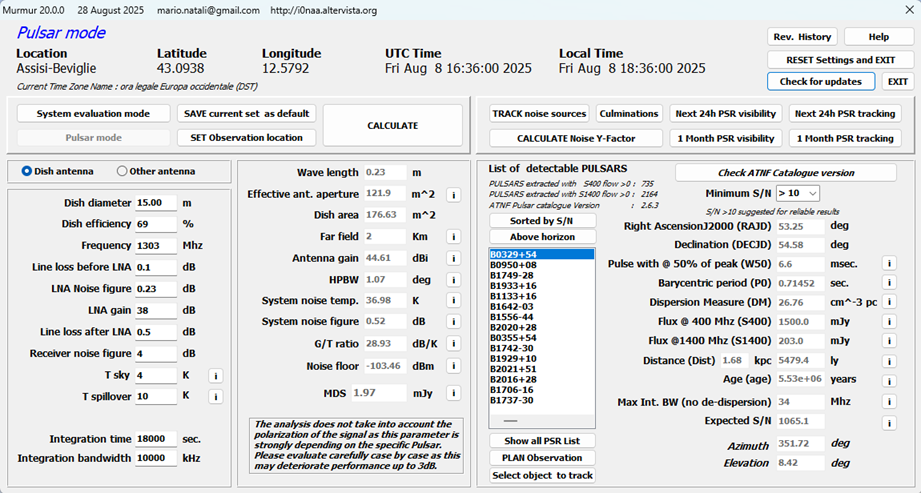 Murmur 20.0.0 28 August 2025 mario.natali@gmail.com http://i0naa.altervista.org
Pulsar mode
Location Latitude Longitude UTC Time Local Time
Assisi-Beviglie 43.0938 12.5792 Fri Aug 8 16:36:00 2025 Fri Aug 8 18:36:00 2025
Current Time Zone Name : ora legale Europa occidentale (DST)
Rev. History Help
RESET Settings and EXIT
Check for updates EXIT
System evaluation mode SAVE current set as default
Pulsar mode SET Observation location
CALCULATE
TRACK noise sources Culminations Next 24h PSR visibility Next 24h PSR tracking
CALCULATE Noise Y-Factor 1 Month PSR visibility 1 Month PSR tracking
Dish antenna Other antenna
Dish diameter 15.00 m
Dish efficiency 69 %
Frequency 1303 Mhz
Line loss before LNA 0.1 dB
LNA Noise figure 0.23 dB
LNA gain 38 dB
Line loss after LNA 0.5 dB
Receiver noise figure 4 dB
T sky 4 K i
T spillover 10 K i
Integration time 18000 sec.
Integration bandwidth 10000 kHz
Wave length 0.23 m
Effective ant. aperture 121.9 m^2 i
Dish area 176.63 m^2
Far field 2 Km i
Antenna gain 44.61 dBi i
HPBW 1.07 deg i
System noise temp. 36.98 K i
System noise figure 0.52 dB i
G/T ratio 28.93 dB/K i
Noise floor -103.46 dBm i
MDS 1.97 mJy i
The analysis does not take into account the
polarization of the signal as this parameter is
strongly dependent on the specific Pulsar.
Please evaluate carefully case by case as this
may deteriorate performance up to 3dB.
List of detectable PULSARS
PULSARS extracted with S400 flow >0 : 735
PULSARS extracted with S1400 flow >0 : 2164
ATNF Pulsar catalogue Version : 2.6.3
Sorted by S/N
Above horizon
B0329+54
B0950+08
B1749-28
B1933+16
B1133+16
B1642-03
B1556-44
B2020+28
B0355+54
B1742-30
B1929+10
B2021+51
B2016+28
B1706-16
B1737-30
Show all PSR List
PLAN Observation
Select object to track
Check ATNF Catalogue version
Minimum S/N > 10
S/N >10 suggested for reliable results
Right AscensionJ2000 (RAJD) 53.25 deg
Declination (DECJD) 54.58 deg
Pulse with @ 50% of peak (W50) 6.6 msec. i
Barycentric period (P0) 0.71452 sec. i
Dispersion Measure (DM) 26.76 cm^-3 pc i
Flux @ 400 Mhz (S400) 1500.0 mJy i
Flux @1400 Mhz (S1400) 203.0 mJy i
Distance (Dist) 1.68 kpc 5479.4 ly i
Age (age) 5.53e+06 years i
Max Int. BW (no de-dispersion) 34 Mhz i
Expected S/N 1065.1 i
Azimuth 351.72 deg
Elevation 8.42 deg